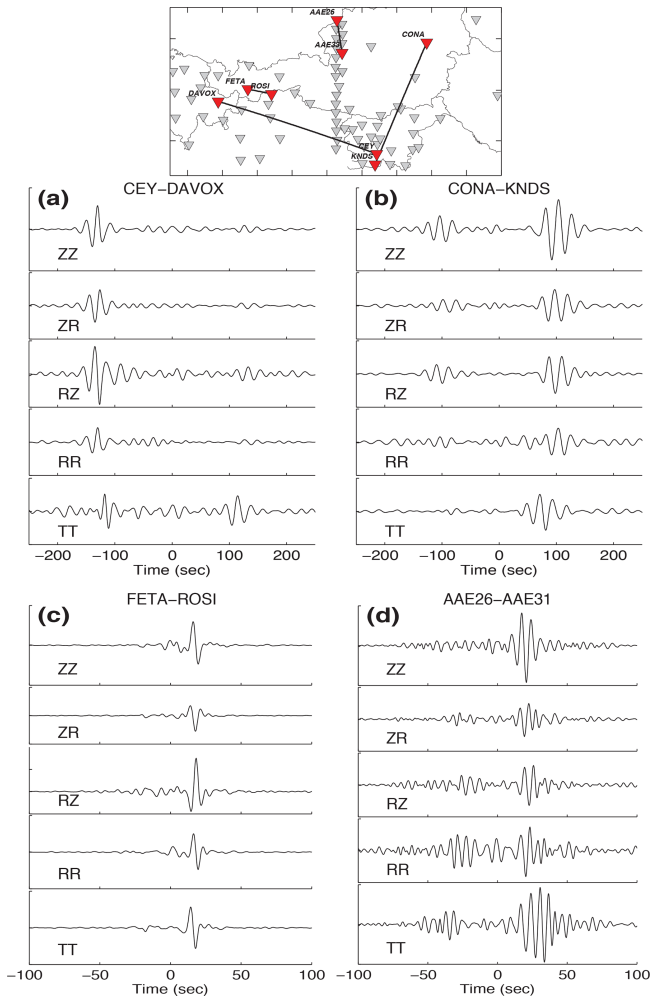 AAE26
CONA
AAE33
FETA
ROSI
DAVOX
CEY
KNDS
(a)
CEY–DAVOX
ZZ
ZR
RZ
RR
TT
−200 −100 0 100 200
Time (sec)
(b)
CONA–KNDS
ZZ
ZR
RZ
RR
TT
−200 −100 0 100 200
Time (sec)
(c)
FETA–ROSI
ZZ
ZR
RZ
RR
TT
−100 −50 0 50 100
Time (sec)
(d)
AAE26–AAE31
ZZ
ZR
RZ
RR
TT
−100 −50 0 50 100
Time (sec)